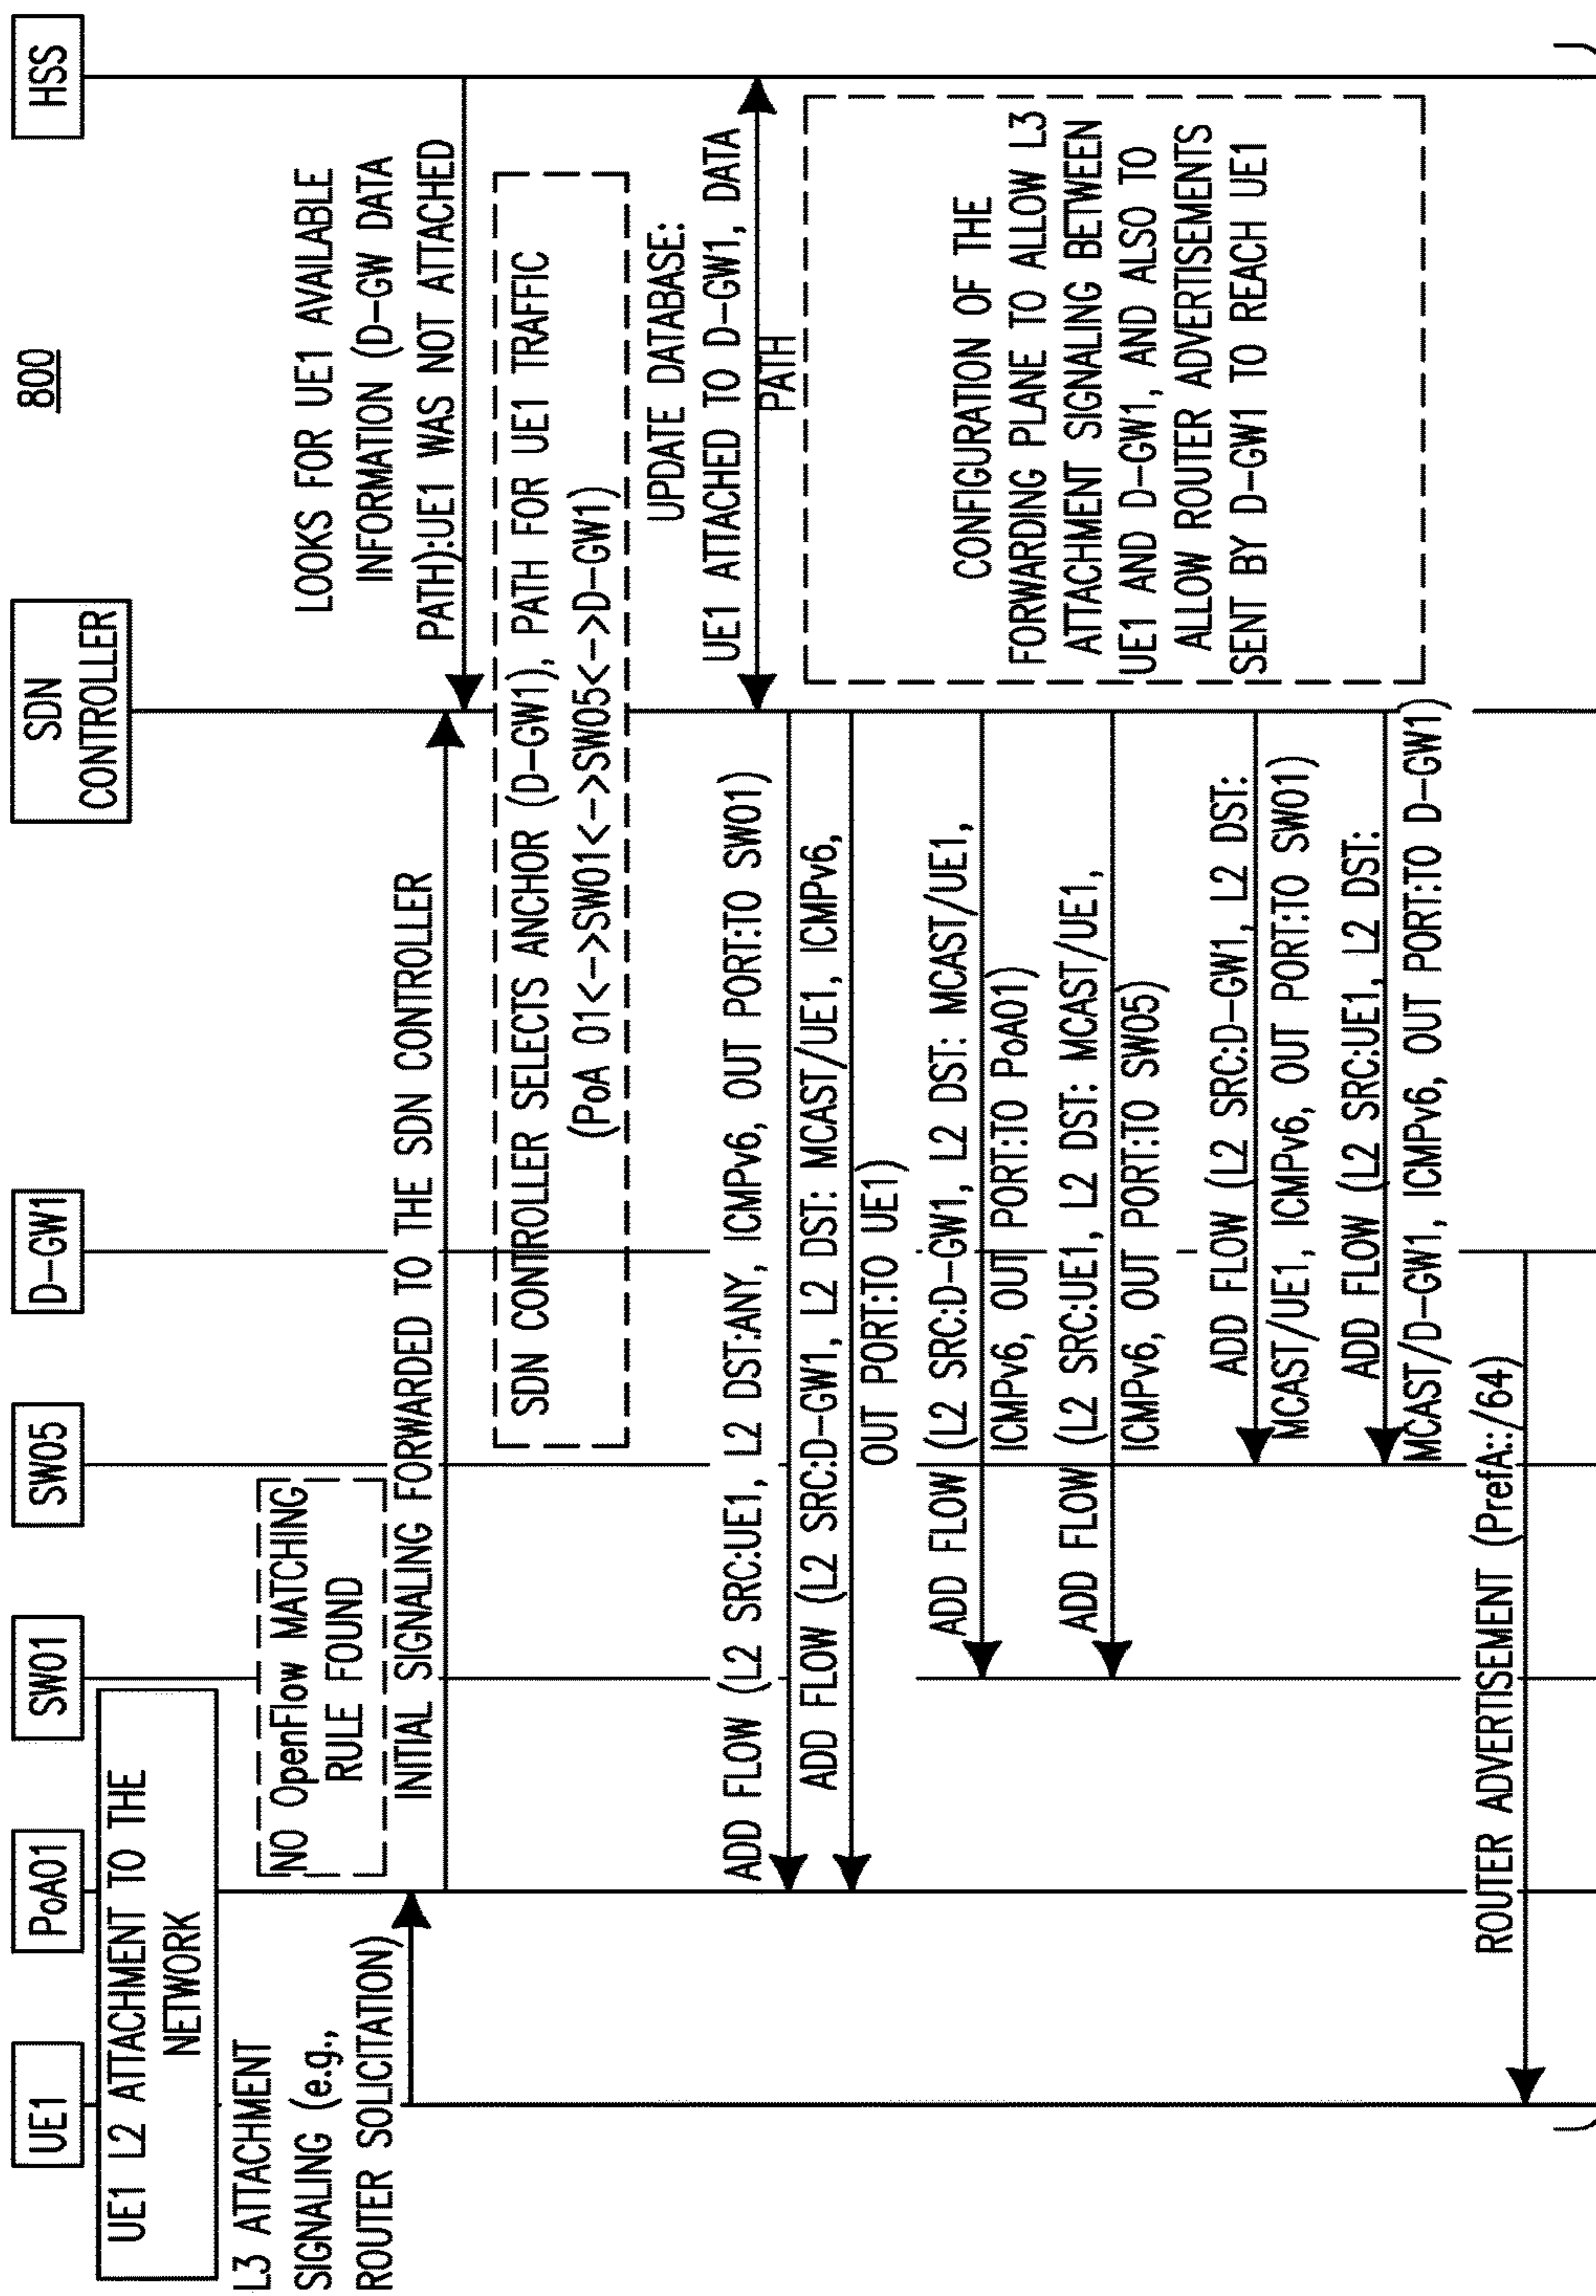 800
UE1
PoA01
SW01
SW05
D-GW1
SDN
CONTROLLER
HSS
UE1 L2 ATTACHMENT TO THE
NETWORK
L3 ATTACHMENT
SIGNALING (e.g.,
ROUTER SOLICITATION)
NO OpenFlow MATCHING
RULE FOUND
INITIAL SIGNALING FORWARDED TO THE SDN CONTROLLER
LOOKS FOR UE1 AVAILABLE
INFORMATION (D-GW DATA
PATH):UE1 WAS NOT ATTACHED
SDN CONTROLLER SELECTS ANCHOR (D-GW1), PATH FOR UE1 TRAFFIC
(PoA 01<->SW01<->SW05<->D-GW1)
UPDATE DATABASE:
UE1 ATTACHED TO D-GW1, DATA
PATH
ADD FLOW (L2 SRC:UE1, L2 DST:ANY, ICMPv6, OUT PORT:TO SW01)
ADD FLOW (L2 SRC:D-GW1, L2 DST: MCAST/UE1, ICMPv6,
OUT PORT:TO UE1)
ADD FLOW (L2 SRC:D-GW1, L2 DST: MCAST/UE1,
ICMPv6, OUT PORT:TO PoA01)
ADD FLOW (L2 SRC:UE1, L2 DST: MCAST/UE1,
ICMPv6, OUT PORT:TO SW05)
ADD FLOW (L2 SRC:D-GW1, L2 DST:
MCAST/UE1, ICMPv6, OUT PORT:TO SW01)
ADD FLOW (L2 SRC:UE1, L2 DST:
MCAST/D-GW1, ICMPv6, OUT PORT:TO D-GW1)
CONFIGURATION OF THE
FORWARDING PLANE TO ALLOW L3
ATTACHMENT SIGNALING BETWEEN
UE1 AND D-GW1, AND ALSO TO
ALLOW ROUTER ADVERTISEMENTS
SENT BY D-GW1 TO REACH UE1
ROUTER ADVERTISEMENT (PrefA::/64)